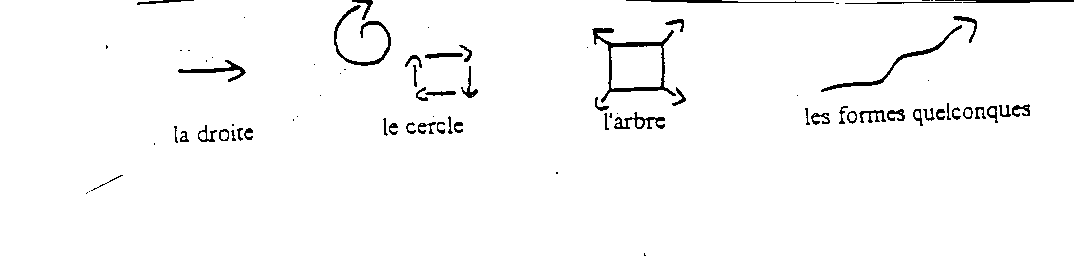 la droite
le cercle
l'arbre
les formes quelconques